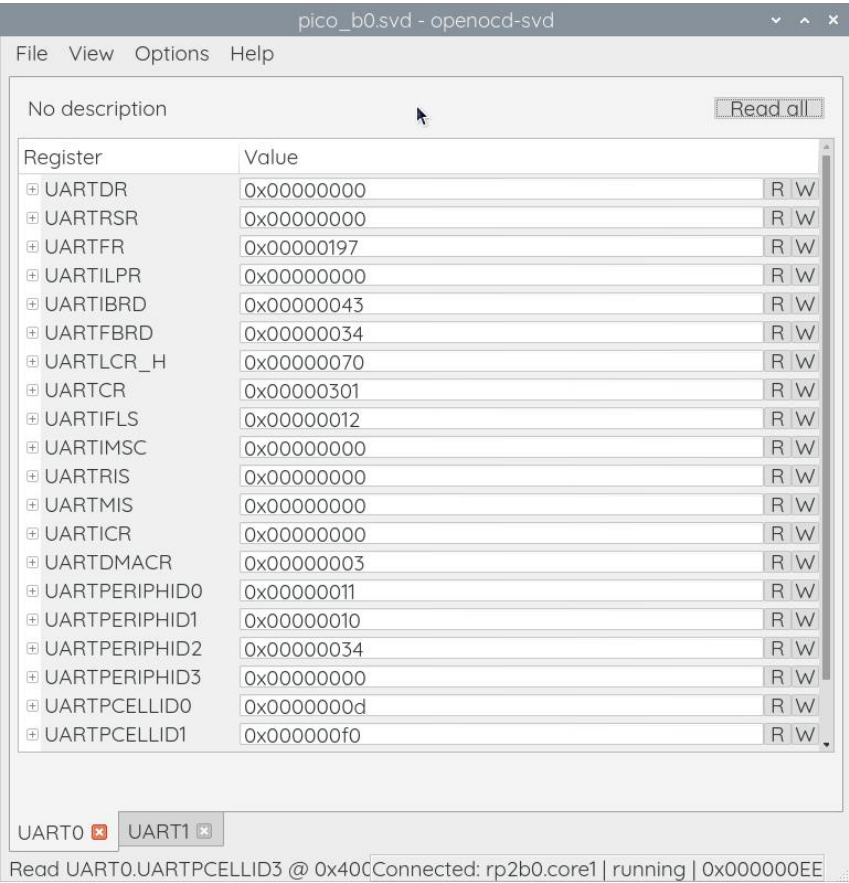 pico_b0.svd - openocd-svd
File View Options Help
No description Read all
Register Value
UARTDR 0x00000000 R W
UARTRSR 0x00000000 R W
UARTFR 0x00000197 R W
UARTILPR 0x00000000 R W
UARTIBRD 0x00000043 R W
UARTFBRD 0x00000034 R W
UARTLCR_H 0x00000070 R W
UARTCR 0x00000301 R W
UARTIFLS 0x00000012 R W
UARTIMSC 0x00000000 R W
UARTRIS 0x00000000 R W
UARTMIS 0x00000000 R W
UARTICR 0x00000000 R W
UARTDMACR 0x00000003 R W
UARTPERIPHID0 0x00000011 R W
UARTPERIPHID1 0x00000010 R W
UARTPERIPHID2 0x00000034 R W
UARTPERIPHID3 0x00000000 R W
UARTPCELLID0 0x0000000d R W
UARTPCELLID1 0x000000f0 R W
UART0 UART1
Read UART0.UARTPCELLID3 @ 0x400 Connected: rp2b0.core1 | running | 0x000000EE